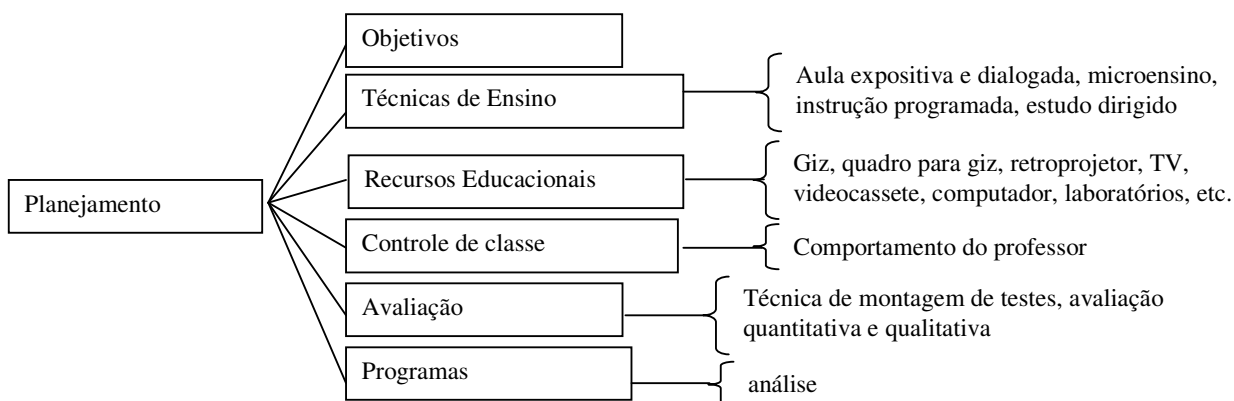 Objetivos
Técnicas de Ensino
Aula expositiva e dialogada, microensino,
instrução programada, estudo dirigido
Planejamento
Recursos Educacionais
Giz, quadro para giz, retroprojetor, TV,
videocassete, computador, laboratórios, etc.
Controle de classe
Comportamento do professor
Avaliação
Técnica de montagem de testes, avaliação
quantitativa e qualitativa
Programas
análise